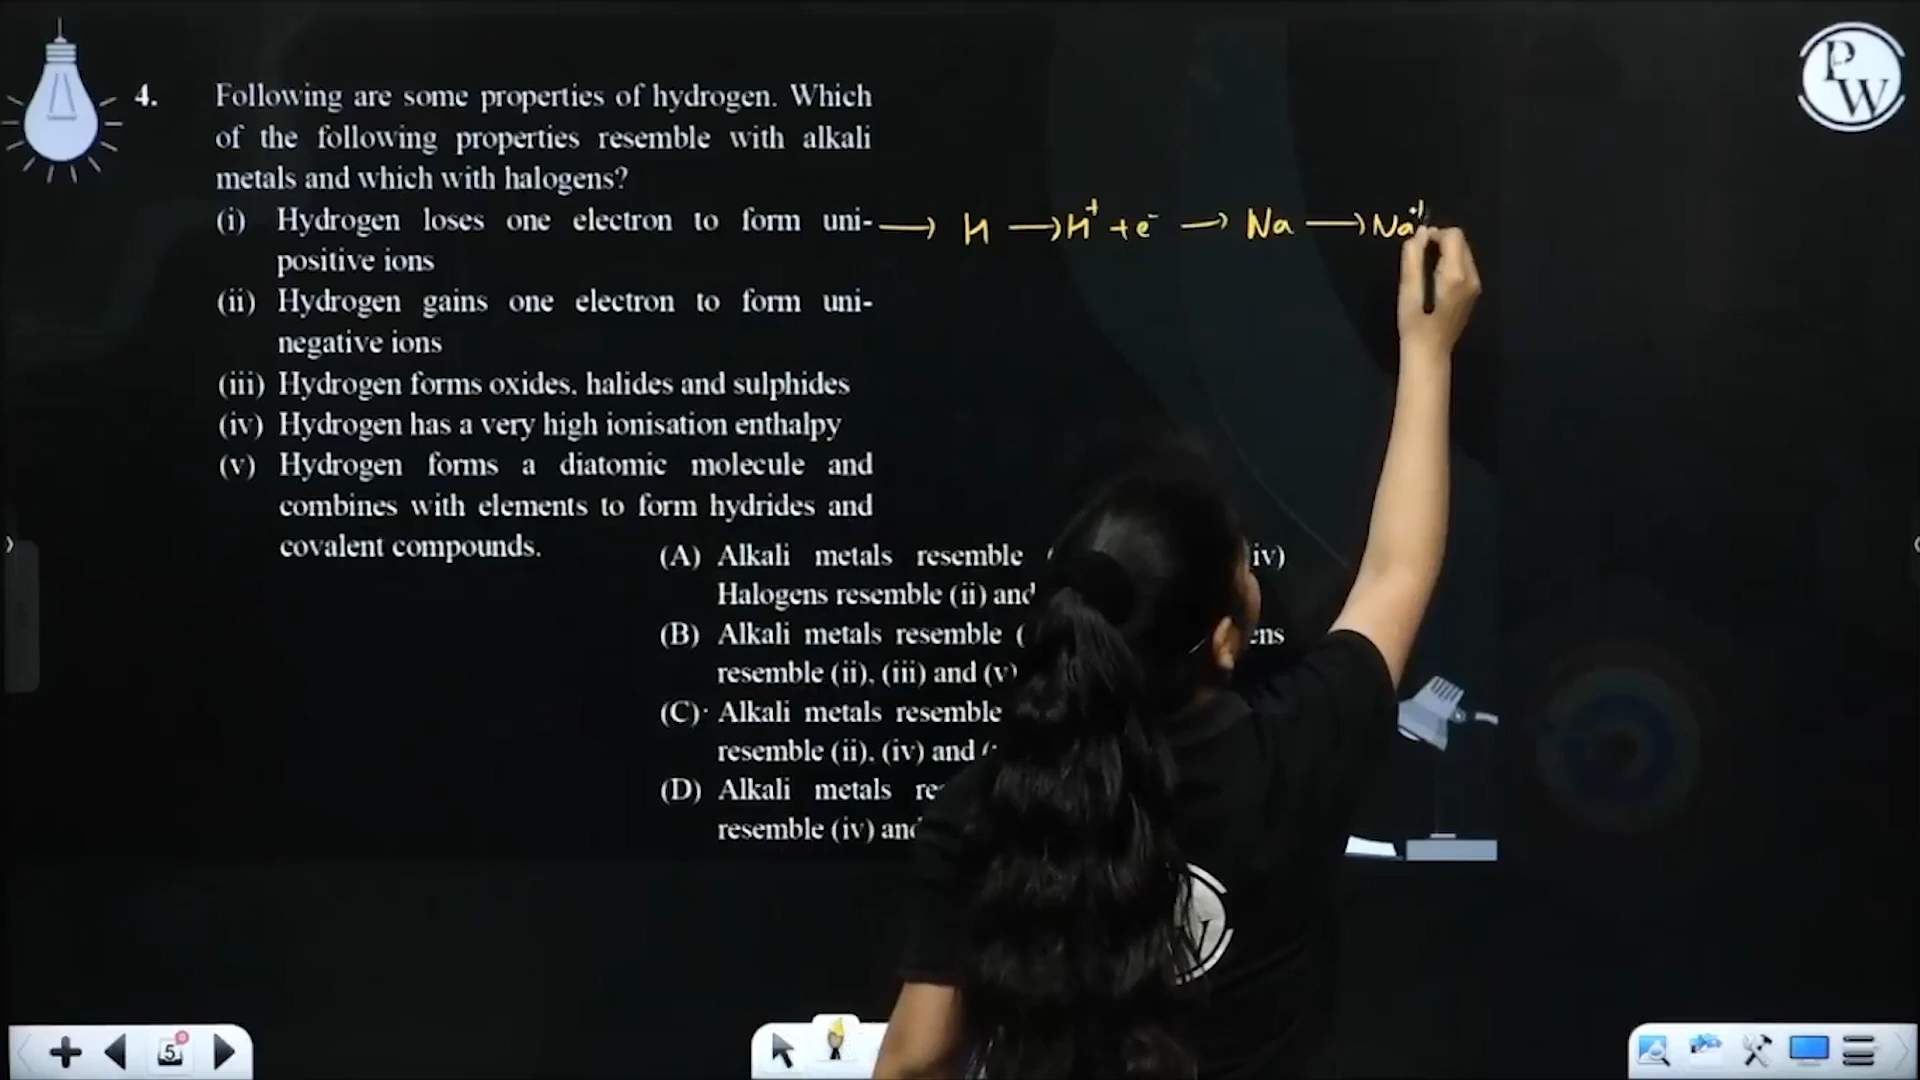 4. Following are some properties of hydrogen. Which
of the following properties resemble with alkali
metals and which with halogens?
(i) Hydrogen loses one electron to form uni-
positive ions
→ H → H⁺ + e⁻ → Na → Na⁺¹
(ii) Hydrogen gains one electron to form uni-
negative ions
(iii) Hydrogen forms oxides, halides and sulphides
(iv) Hydrogen has a very high ionisation enthalpy
(v) Hydrogen forms a diatomic molecule and
combines with elements to form hydrides and
covalent compounds.
(A) Alkali metals resemble iv)
Halogens resemble (ii) and
(B) Alkali metals resemble (
resemble (ii), (iii) and (v)
(C) Alkali metals resemble
resemble (ii), (iv) and
(D) Alkali metals
resemble (iv) and
PW
5